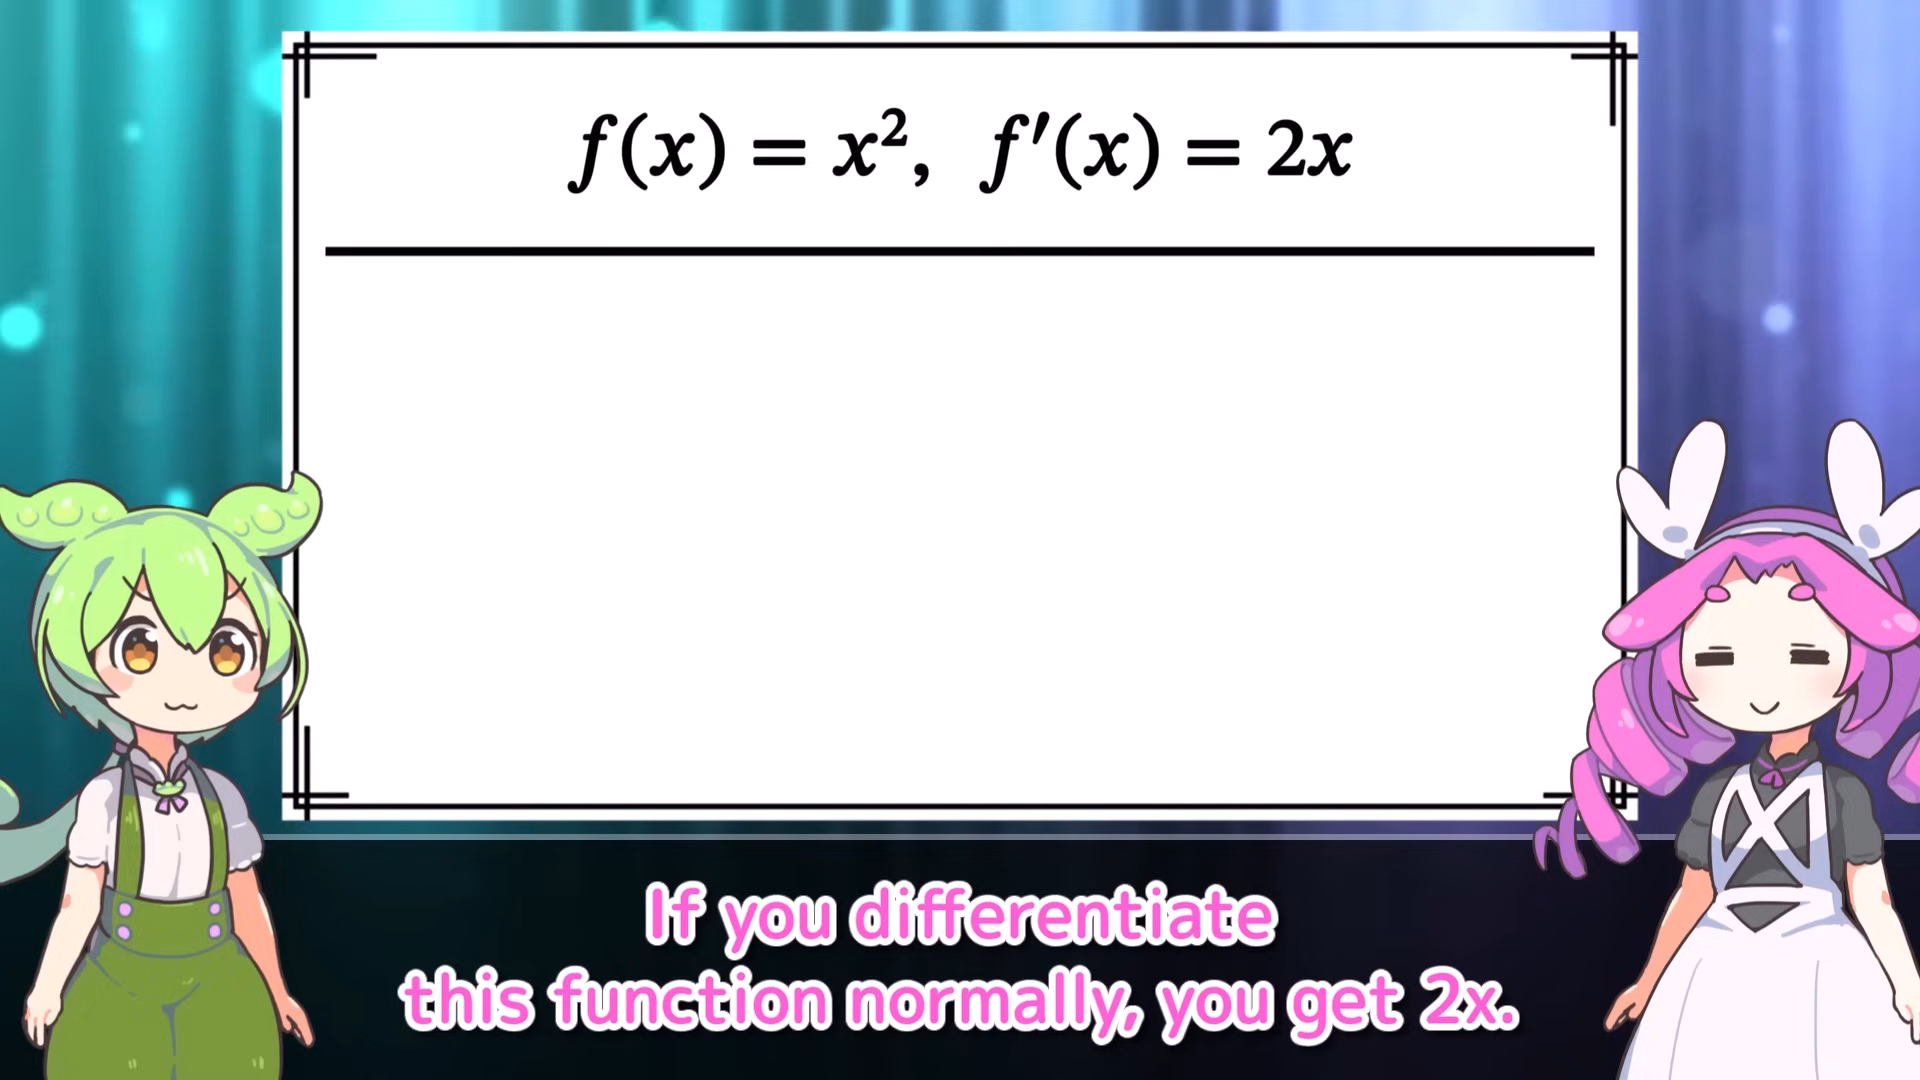 f(x) = x², f′(x) = 2x
If you differentiate
this function normally, you get 2x.